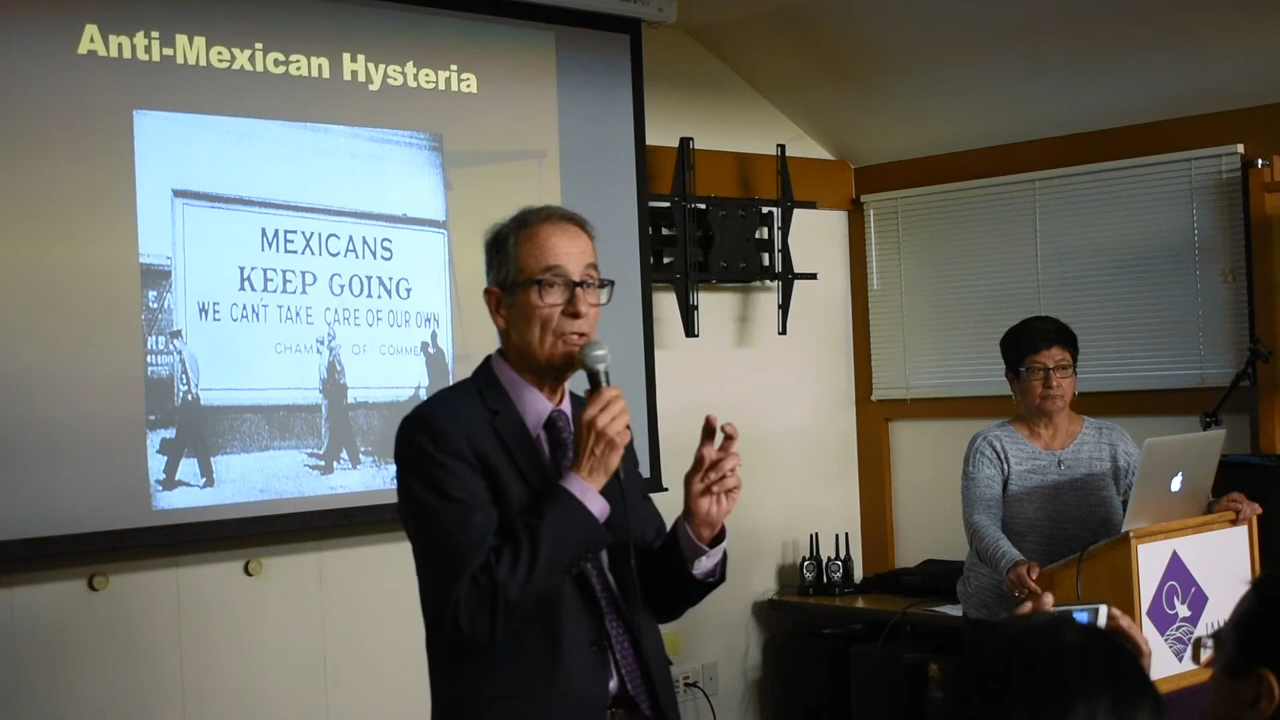 Anti-Mexican Hysteria
MEXICANS
KEEP GOING
WE CAN'T TAKE CARE OF OUR OWN
OF